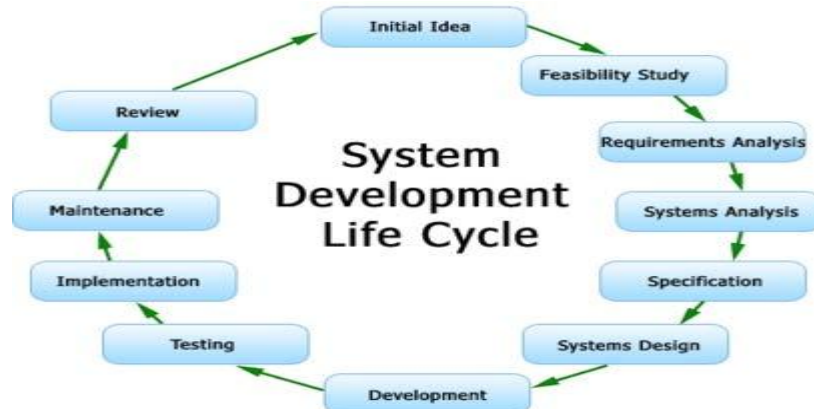 Initial Idea
Feasibility Study
Requirements Analysis
Systems Analysis
Specification
Systems Design
Development
Testing
Implementation
Maintenance
Review
System
Development
Life Cycle